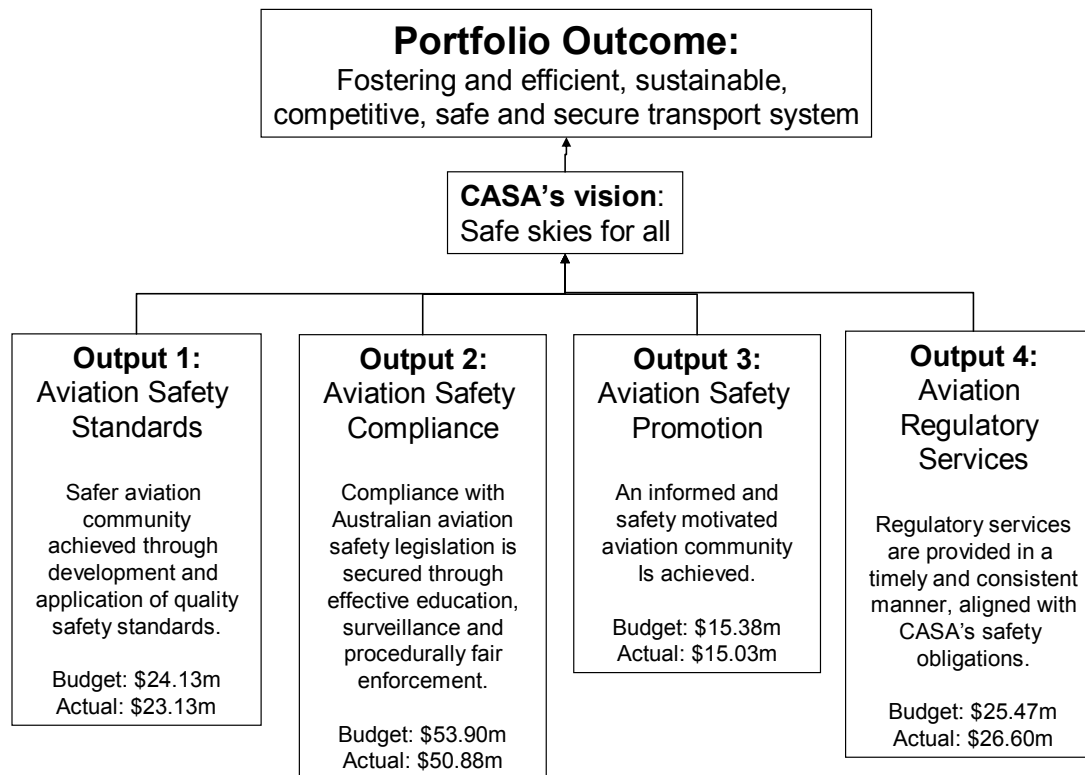 Portfolio Outcome:
Fostering and efficient, sustainable,
competitive, safe and secure transport system
CASA’s vision:
Safe skies for all
Output 1:
Aviation Safety
Standards
Safer aviation
community
achieved through
development and
application of quality
safety standards.
Budget: $24.13m
Actual: $23.13m
Output 2:
Aviation Safety
Compliance
Compliance with
Australian aviation
safety legislation is
secured through
effective education,
surveillance and
procedurally fair
enforcement.
Budget: $53.90m
Actual: $50.88m
Output 3:
Aviation Safety
Promotion
An informed and
safety motivated
aviation community
Is achieved.
Budget: $15.38m
Actual: $15.03m
Output 4:
Aviation
Regulatory
Services
Regulatory services
are provided in a
timely and consistent
manner, aligned with
CASA’s safety
obligations.
Budget: $25.47m
Actual: $26.60m